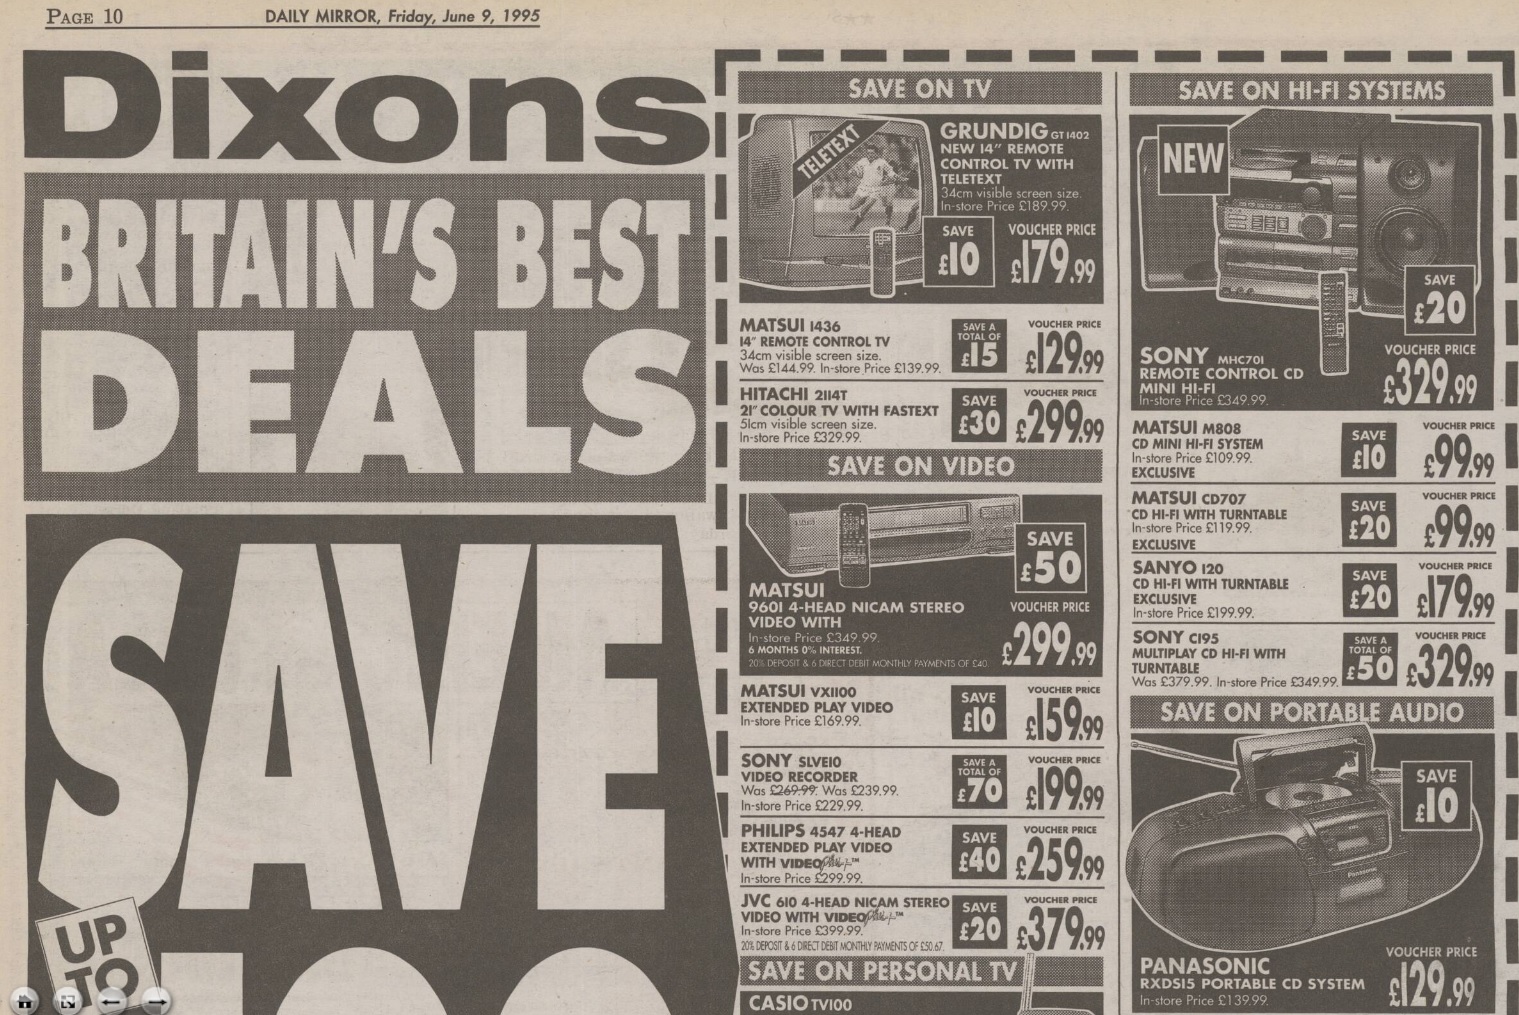 PAGE 10
DAILY MIRROR, Friday, June 9, 1995
Dixons
BRITAIN'S BEST
DEALS
SAVE
UP
TO
SAVE ON TV
TELETEXT
GRUNDIG GT 1402
NEW 14" REMOTE
CONTROL TV WITH
TELETEXT
34cm visible screen size.
In-store Price £189.99.
SAVE
£10
VOUCHER PRICE
£179.99
MATSUI 1436
14" REMOTE CONTROL TV
34cm visible screen size.
Was £144.99. In-store Price £139.99.
SAVE A
TOTAL OF
£15
VOUCHER PRICE
£129.99
HITACHI 2114T
21" COLOUR TV WITH FASTEXT
51cm visible screen size.
In-store Price £329.99.
SAVE
£30
VOUCHER PRICE
£299.99
SAVE ON VIDEO
SAVE
£50
MATSUI
9601 4-HEAD NICAM STEREO
VIDEO WITH
In-store Price £349.99.
6 MONTHS 0% INTEREST.
20% DEPOSIT & 6 DIRECT DEBIT MONTHLY PAYMENTS OF £40.
VOUCHER PRICE
£299.99
MATSUI VX1100
EXTENDED PLAY VIDEO
In-store Price £169.99.
SAVE
£10
VOUCHER PRICE
£159.99
SONY SLVE10
VIDEO RECORDER
Was £269.99. Was £239.99.
In-store Price £229.99.
SAVE A
TOTAL OF
£70
VOUCHER PRICE
£199.99
PHILIPS 4547 4-HEAD
EXTENDED PLAY VIDEO
WITH VIDEO Plus+™
In-store Price £299.99.
SAVE
£40
VOUCHER PRICE
£259.99
JVC 610 4-HEAD NICAM STEREO
VIDEO WITH VIDEO Plus+™
In-store Price £399.99.
20% DEPOSIT & 6 DIRECT DEBIT MONTHLY PAYMENTS OF £50.67.
SAVE
£20
VOUCHER PRICE
£379.99
SAVE ON PERSONAL TV
CASIO TV100
SAVE ON HI-FI SYSTEMS
NEW
SAVE
£20
SONY MHC701
REMOTE CONTROL CD
MINI HI-FI
In-store Price £349.99.
VOUCHER PRICE
£329.99
MATSUI M808
CD MINI HI-FI SYSTEM
In-store Price £109.99.
EXCLUSIVE
SAVE
£10
VOUCHER PRICE
£99.99
MATSUI CD707
CD HI-FI WITH TURNTABLE
In-store Price £119.99.
EXCLUSIVE
SAVE
£20
VOUCHER PRICE
£99.99
SANYO 120
CD HI-FI WITH TURNTABLE
EXCLUSIVE
In-store Price £199.99.
SAVE
£20
VOUCHER PRICE
£179.99
SONY C195
MULTIPLAY CD HI-FI WITH
TURNTABLE
Was £379.99. In-store Price £349.99.
SAVE A
TOTAL OF
£50
VOUCHER PRICE
£329.99
SAVE ON PORTABLE AUDIO
SAVE
£10
Panasonic
PANASONIC
RXDS15 PORTABLE CD SYSTEM
In-store Price £139.99.
VOUCHER PRICE
£129.99